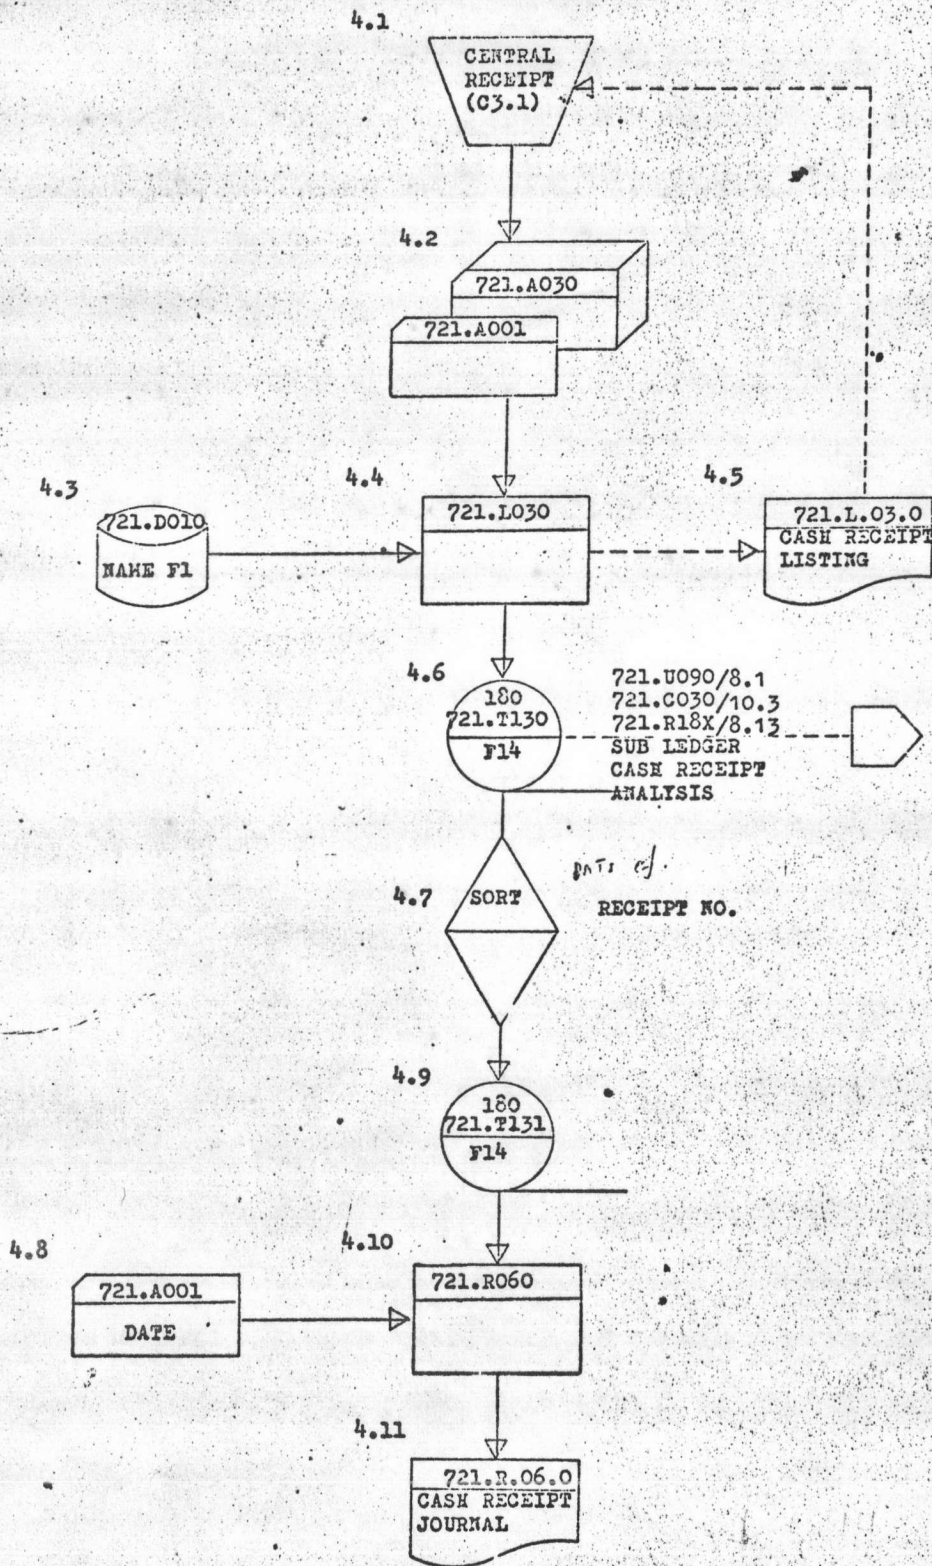 4.1
CENTRAL
RECEIPT
(C3.1)
4.2
721.A030
721.A001
4.3
721.D010
NAME F1
4.4
721.L030
4.5
721.L.03.0
CASH RECEIPT
LISTING
4.6
180
721.T130
F14
721.U090/8.1
721.C030/10.3
721.R18X/8.13
SUB LEDGER
CASH RECEIPT
ANALYSIS
4.7
SORT
RECEIPT NO.
4.9
180
721.T131
F14
4.8
721.A001
DATE
4.10
721.R060
4.11
721.R.06.0
CASH RECEIPT
JOURNAL